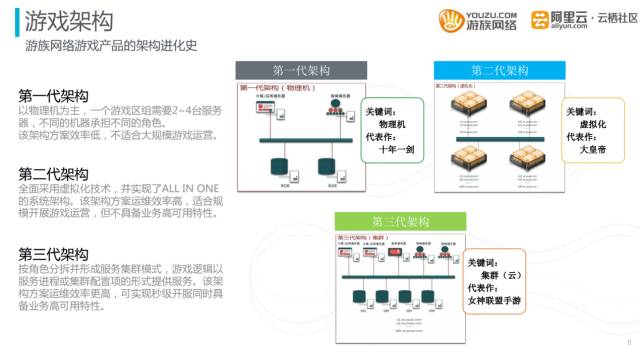 游戏架构
游族网络游戏产品的架构进化史
YOUZU.COM
游族网络
阿里云
aliyun.com
云栖社区
第一代架构
以物理机为主，一个游戏区组需要2~4台服务
器，不同的机器承担不同的角色。
该架构方案效率低，不适合大规模游戏运营。
第二代架构
全面采用虚拟化技术，并实现了ALL IN ONE
的系统架构。该架构方案运维效率高，适合规
模开展游戏运营，但不具备业务高可用特性。
第三代架构
按角色分拆并形成服务集群模式，游戏逻辑以
服务进程或集群配置项的形式提供服务。该架
构方案运维效率更高，可实现秒级开服同时具
备业务高可用特性。
第一代架构
第一代架构（物理机）
关键词：
物理机
代表作：
十年一剑
第二代架构
第二代架构（虚拟化）
关键词：
虚拟化
代表作：
大皇帝
第三代架构
第三代架构（集群）
关键词：
集群（云）
代表作：
女神联盟手游
8